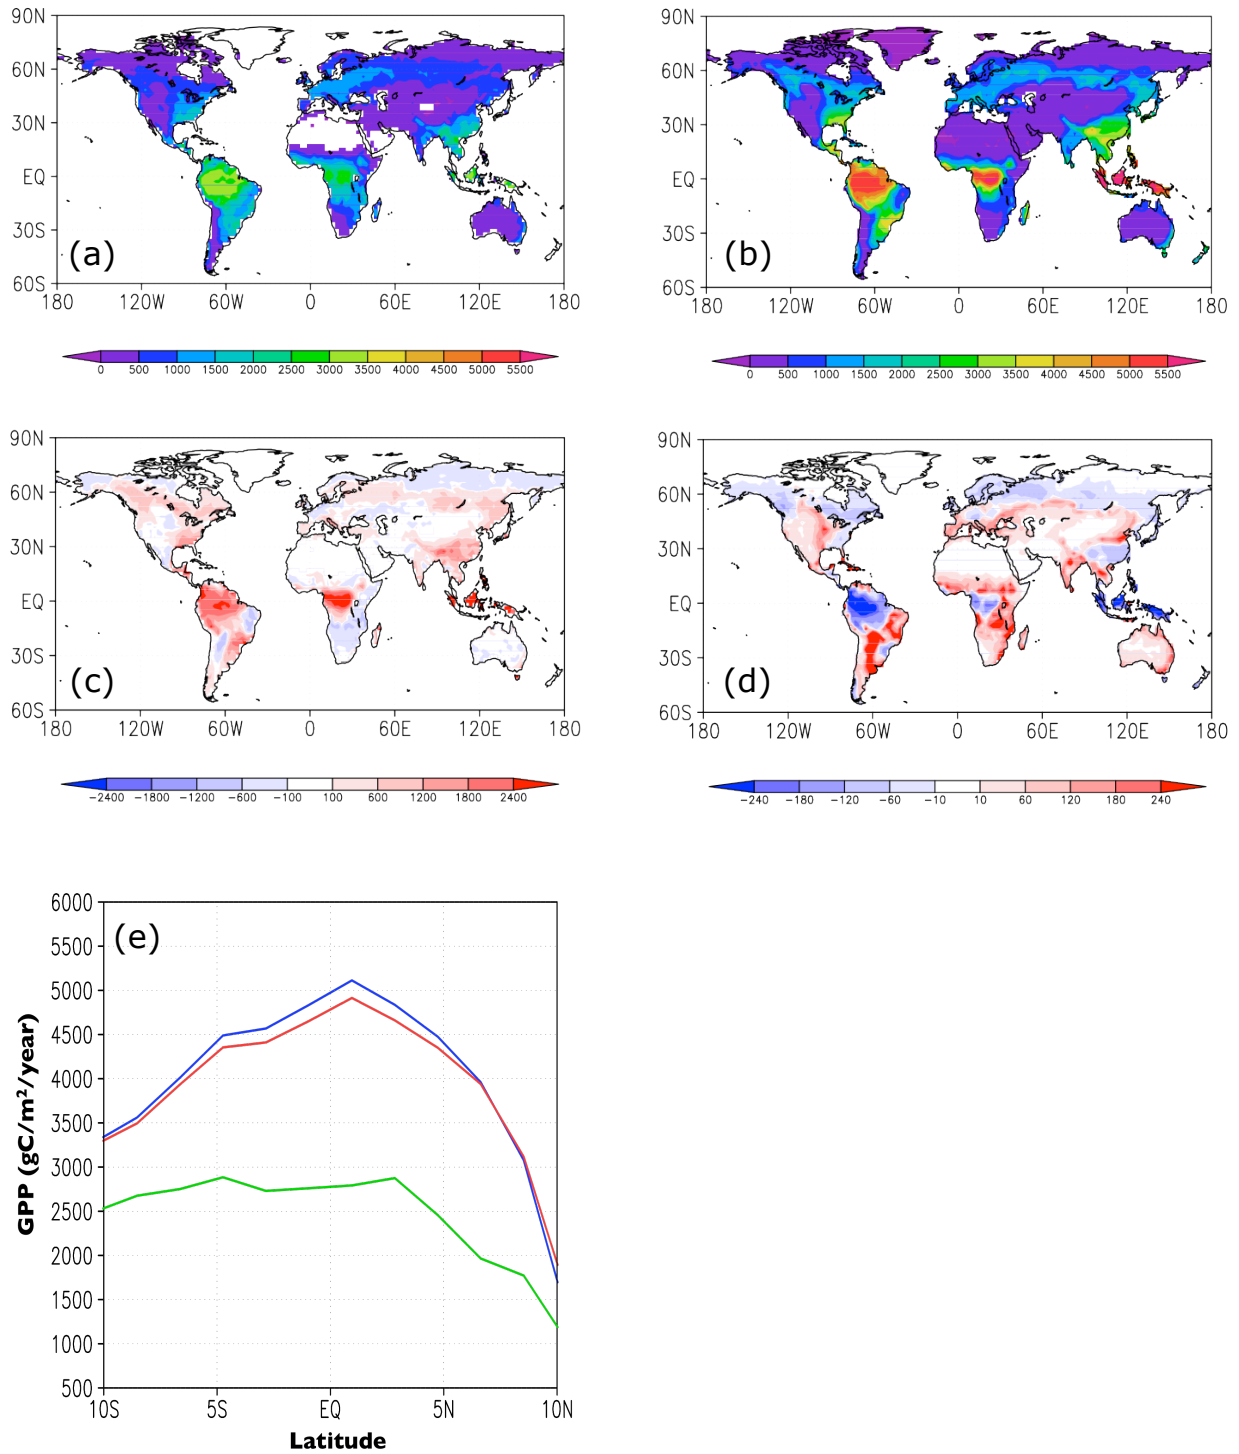 90N
60N
30N
EQ
30S
60S
(a)
180 120W 60W 0 60E 120E 180
0 500 1000 1500 2000 2500 3000 3500 4000 4500 5000 5500
90N
60N
30N
EQ
30S
60S
(b)
180 120W 60W 0 60E 120E 180
0 500 1000 1500 2000 2500 3000 3500 4000 4500 5000 5500
90N
60N
30N
EQ
30S
60S
(c)
180 120W 60W 0 60E 120E 180
−2400 −1800 −1200 −600 −100 100 600 1200 1800 2400
90N
60N
30N
EQ
30S
60S
(d)
180 120W 60W 0 60E 120E 180
−240 −180 −120 −60 −10 10 60 120 180 240
(e)
GPP (gC/m²/year)
6000
5500
5000
4500
4000
3500
3000
2500
2000
1500
1000
500
10S 5S EQ 5N 10N
Latitude